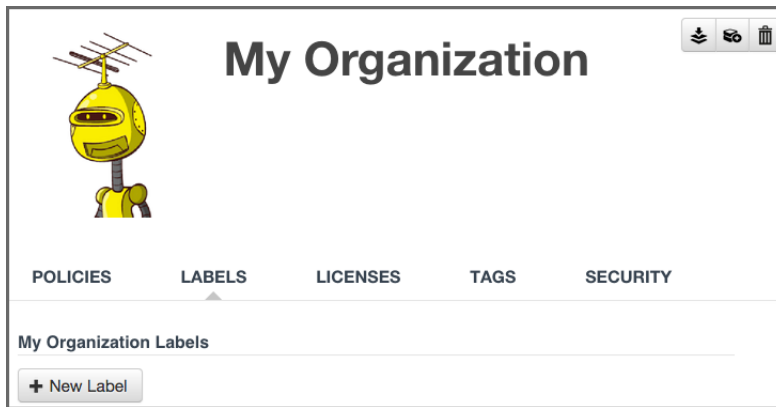 My Organization
POLICIES LABELS LICENSES TAGS SECURITY
My Organization Labels
+ New Label